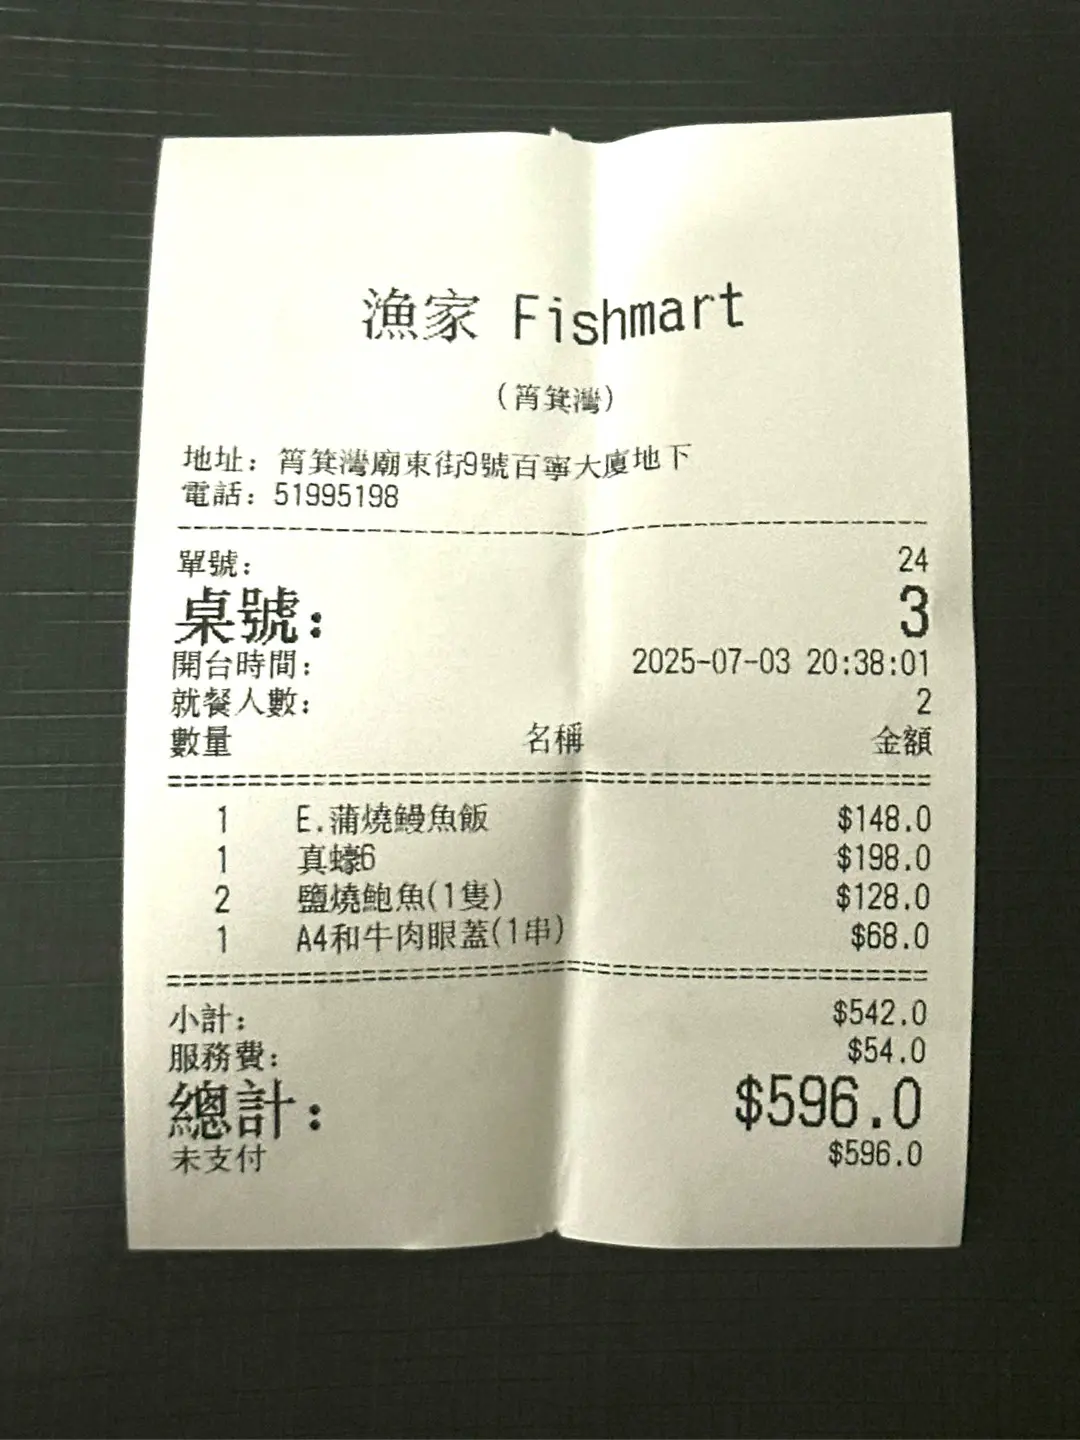 漁家 Fishmart
(筲箕灣)
地址: 筲箕灣廟東街9號百寧大廈地下
電話: 51995198
單號: 24
桌號: 3
開台時間: 2025-07-03 20:38:01
就餐人數: 2
數量 名稱 金額
1 E.蒲燒鰻魚飯 $148.0
1 真蠔6 $198.0
2 鹽燒鮑魚(1隻) $128.0
1 A4和牛肉眼蓋(1串) $68.0
小計: $542.0
服務費: $54.0
總計: $596.0
未支付 $596.0